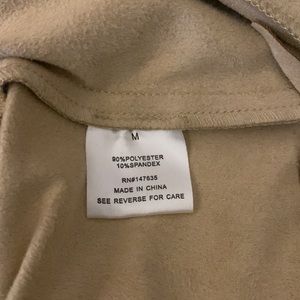 M
90%POLYESTER
10%SPANDEX
RN#147635
MADE IN CHINA
SEE REVERSE FOR CARE